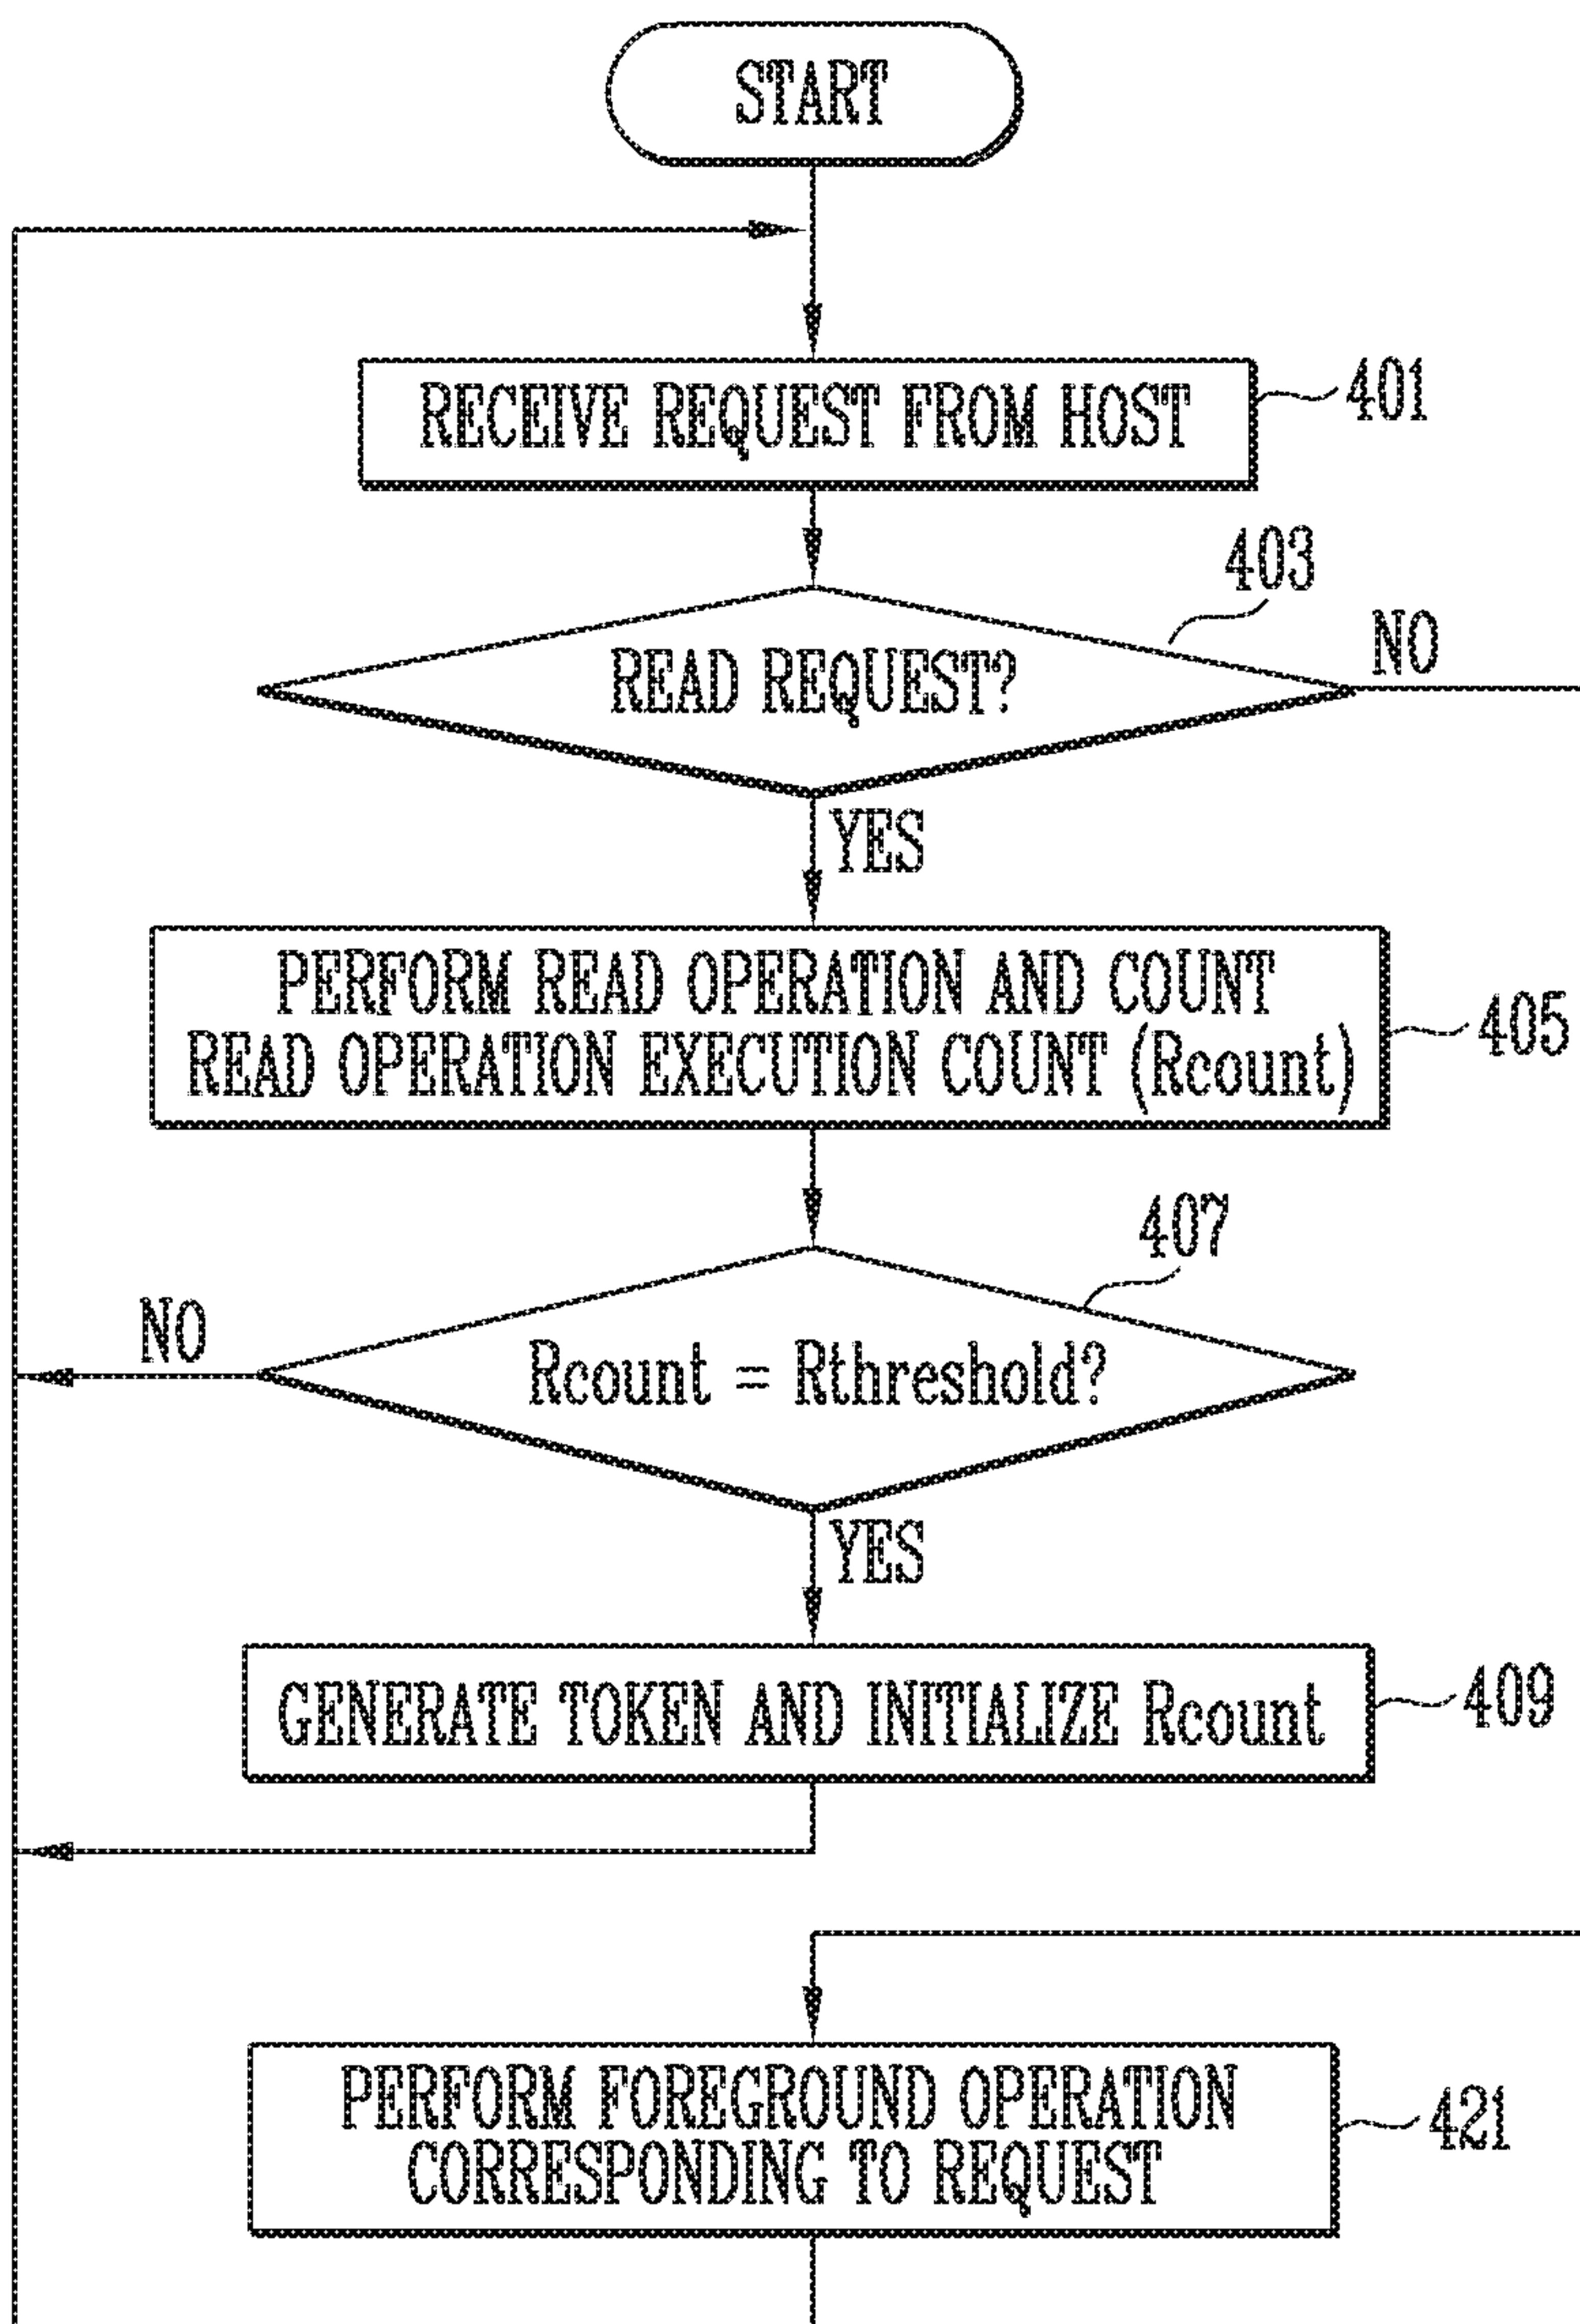 START
RECEIVE REQUEST FROM HOST
401
403
READ REQUEST?
NO
YES
PERFORM READ OPERATION AND COUNT
READ OPERATION EXECUTION COUNT (Rcount)
405
407
NO
Rcount = Rthreshold?
YES
GENERATE TOKEN AND INITIALIZE Rcount
409
PERFORM FOREGROUND OPERATION
CORRESPONDING TO REQUEST
421